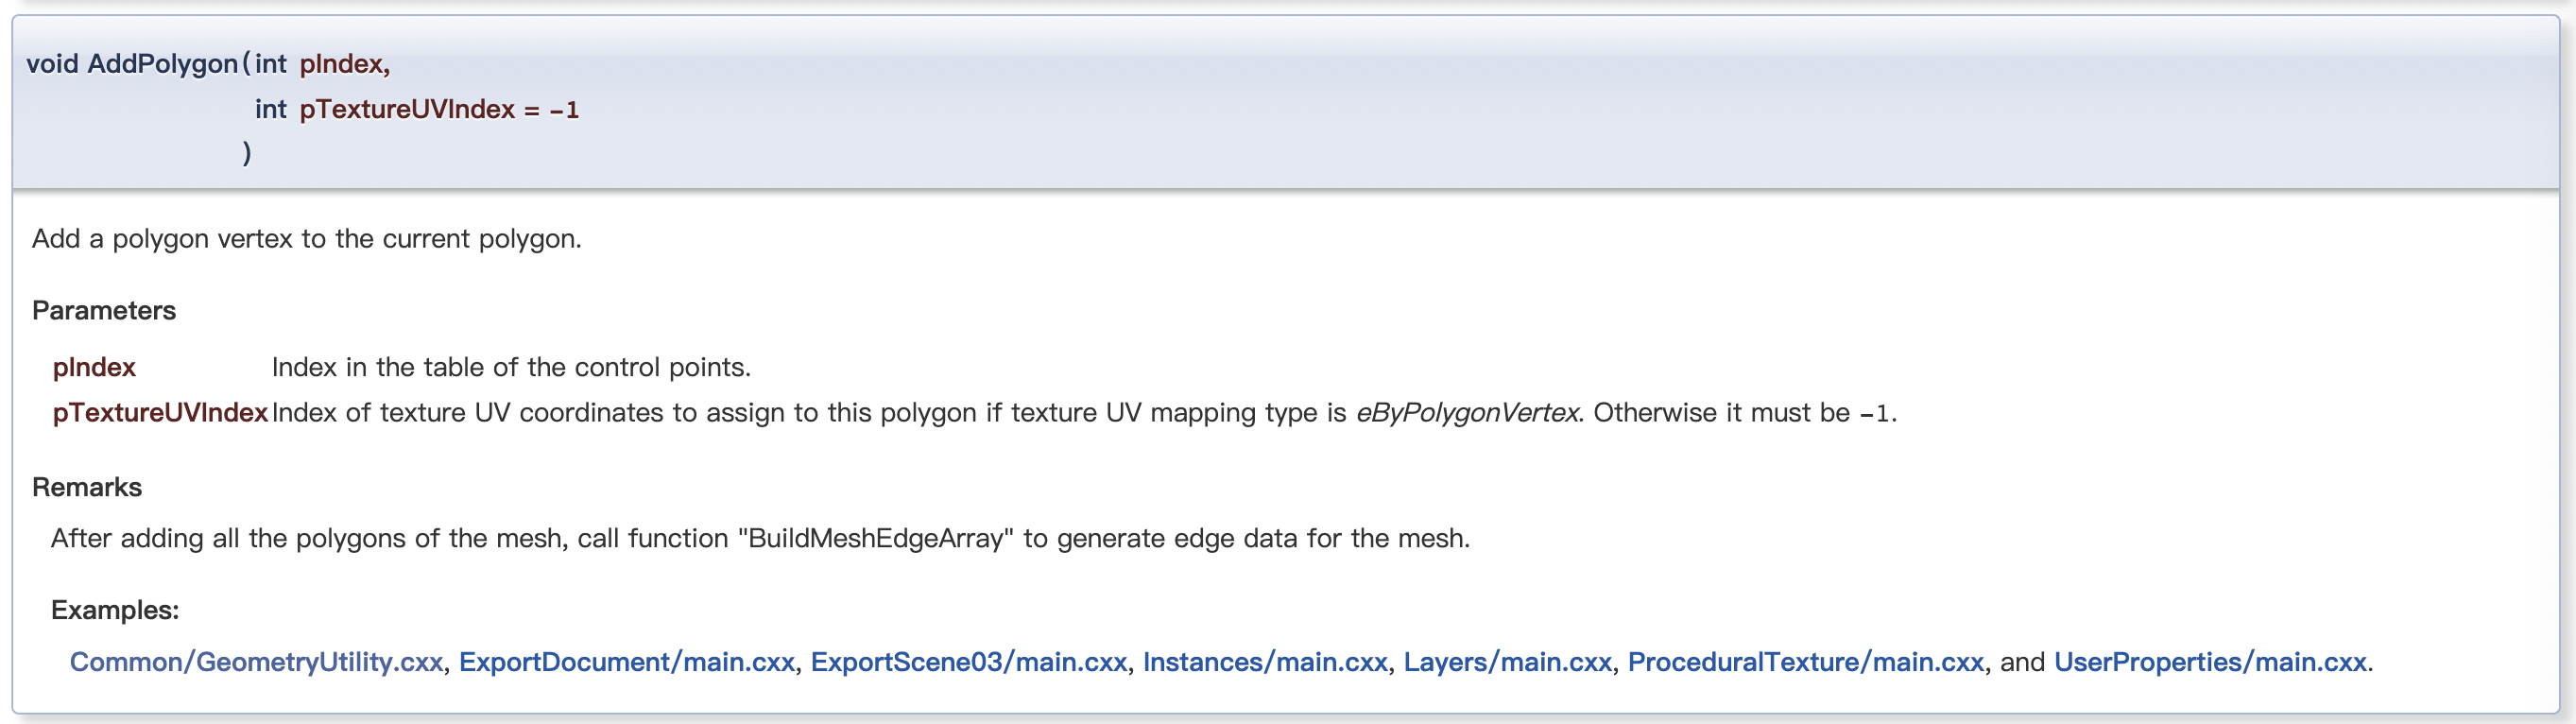 void AddPolygon ( int pIndex,
int pTextureUVIndex = -1
)
Add a polygon vertex to the current polygon.
Parameters
pIndex Index in the table of the control points.
pTextureUVIndex Index of texture UV coordinates to assign to this polygon if texture UV mapping type is eByPolygonVertex. Otherwise it must be -1.
Remarks
After adding all the polygons of the mesh, call function "BuildMeshEdgeArray" to generate edge data for the mesh.
Examples:
Common/GeometryUtility.cxx, ExportDocument/main.cxx, ExportScene03/main.cxx, Instances/main.cxx, Layers/main.cxx, ProceduralTexture/main.cxx, and UserProperties/main.cxx.